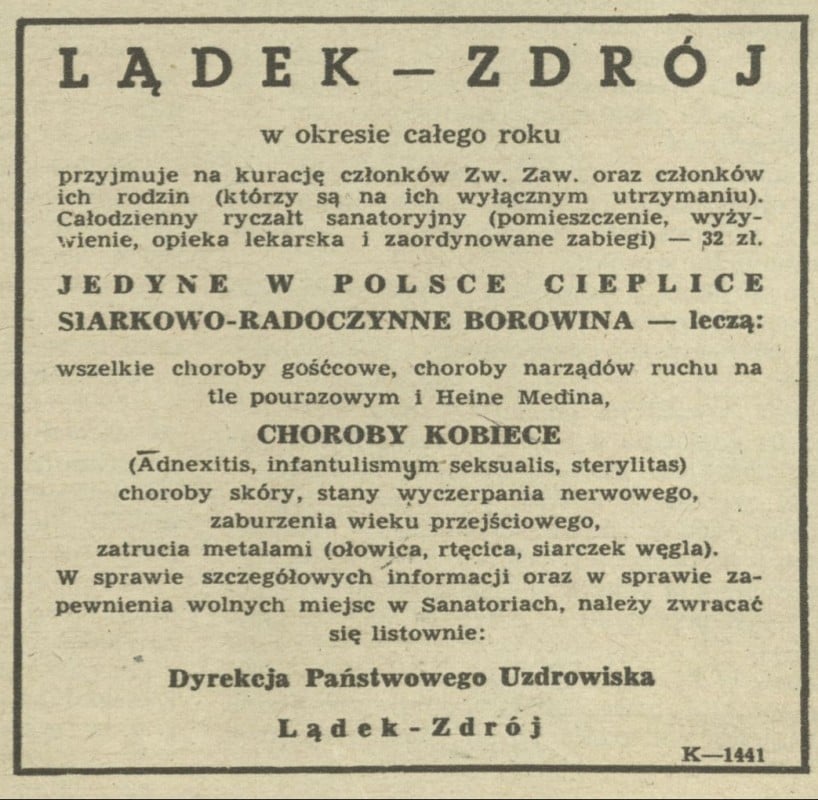 LĄDEK — ZDRÓJ
w okresie całego roku
przyjmuje na kurację członków Zw. Zaw. oraz członków
ich rodzin (którzy są na ich wyłącznym utrzymaniu).
Całodzienny ryczałt sanatoryjny (pomieszczenie, wyży-
wienie, opieka lekarska i zaordynowane zabiegi) — 32 zł.
JEDYNE W POLSCE CIEPLICE
SIARKOWO-RADOCZYNNE BOROWINA — leczą:
wszelkie choroby gośćcowe, choroby narządów ruchu na
tle pourazowym i Heine Medina,
CHOROBY KOBIECE
(Adnexitis, infantulismym seksualis, sterylitas)
choroby skóry, stany wyczerpania nerwowego,
zaburzenia wieku przejściowego,
zatrucia metalami (ołowica, rtęcica, siarczek węgla).
W sprawie szczegółowych informacji oraz w sprawie za-
pewnienia wolnych miejsc w Sanatoriach, należy zwracać
się listownie:
Dyrekcja Państwowego Uzdrowiska
Lądek-Zdrój
K—1441